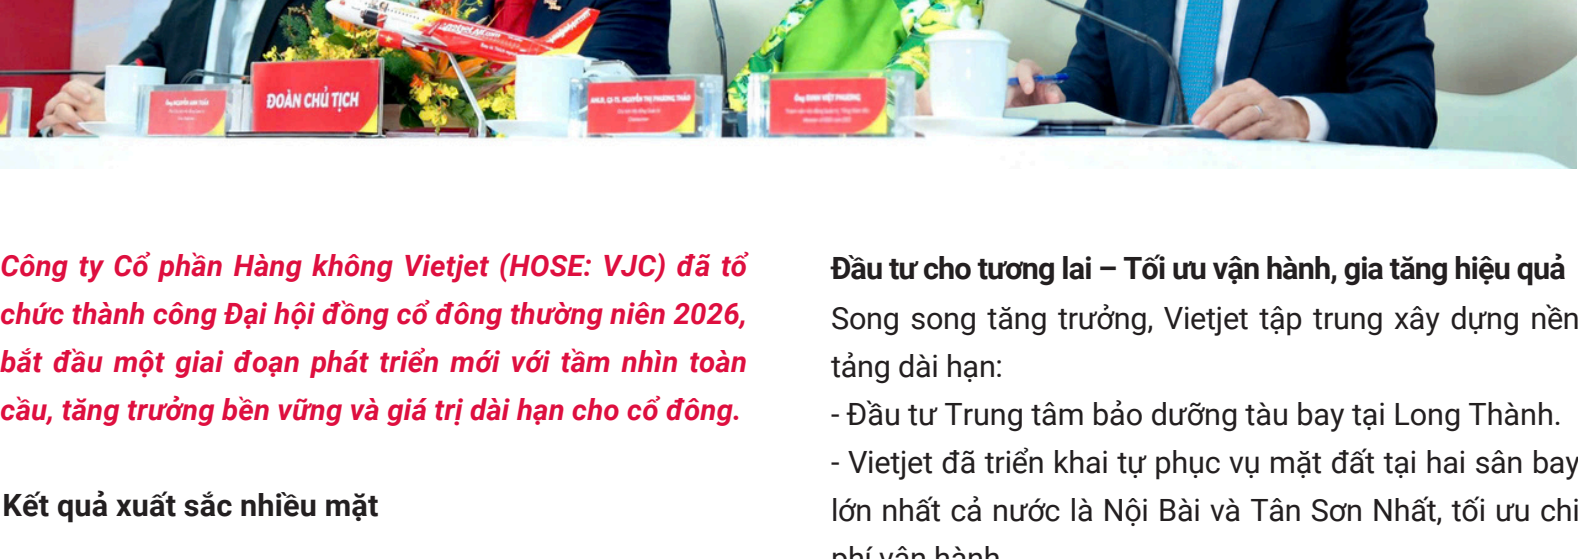 ĐOÀN CHỦ TỊCH
Công ty Cổ phần Hàng không Vietjet (HOSE: VJC) đã tổ
chức thành công Đại hội đồng cổ đông thường niên 2026,
bắt đầu một giai đoạn phát triển mới với tầm nhìn toàn
cầu, tăng trưởng bền vững và giá trị dài hạn cho cổ đông.
Kết quả xuất sắc nhiều mặt
Đầu tư cho tương lai – Tối ưu vận hành, gia tăng hiệu quả
Song song tăng trưởng, Vietjet tập trung xây dựng nền
tảng dài hạn:
- Đầu tư Trung tâm bảo dưỡng tàu bay tại Long Thành.
- Vietjet đã triển khai tự phục vụ mặt đất tại hai sân bay
lớn nhất cả nước là Nội Bài và Tân Sơn Nhất, tối ưu chi
phí vận hành